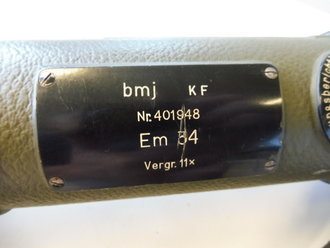 bmj KF
Nr. 401948
Em 34
Vergr. 11x